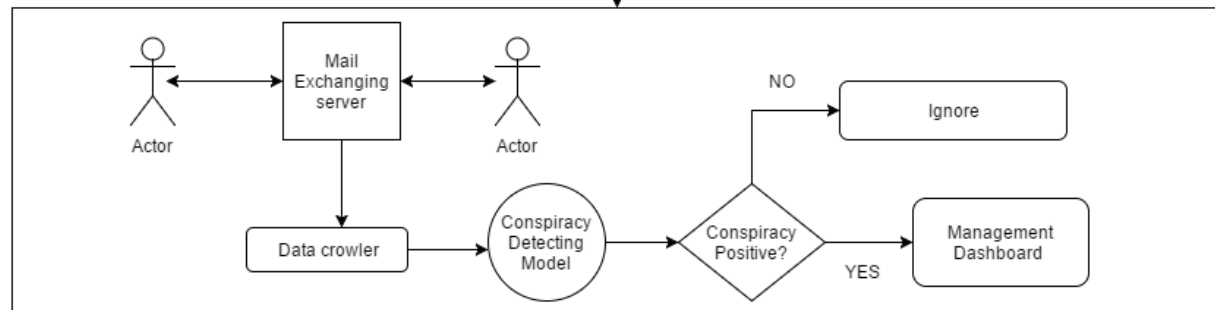 Mail
Exchanging
server
Actor
Actor
NO
Ignore
Data crowler
Conspiracy
Detecting
Model
Conspiracy
Positive?
YES
Management
Dashboard